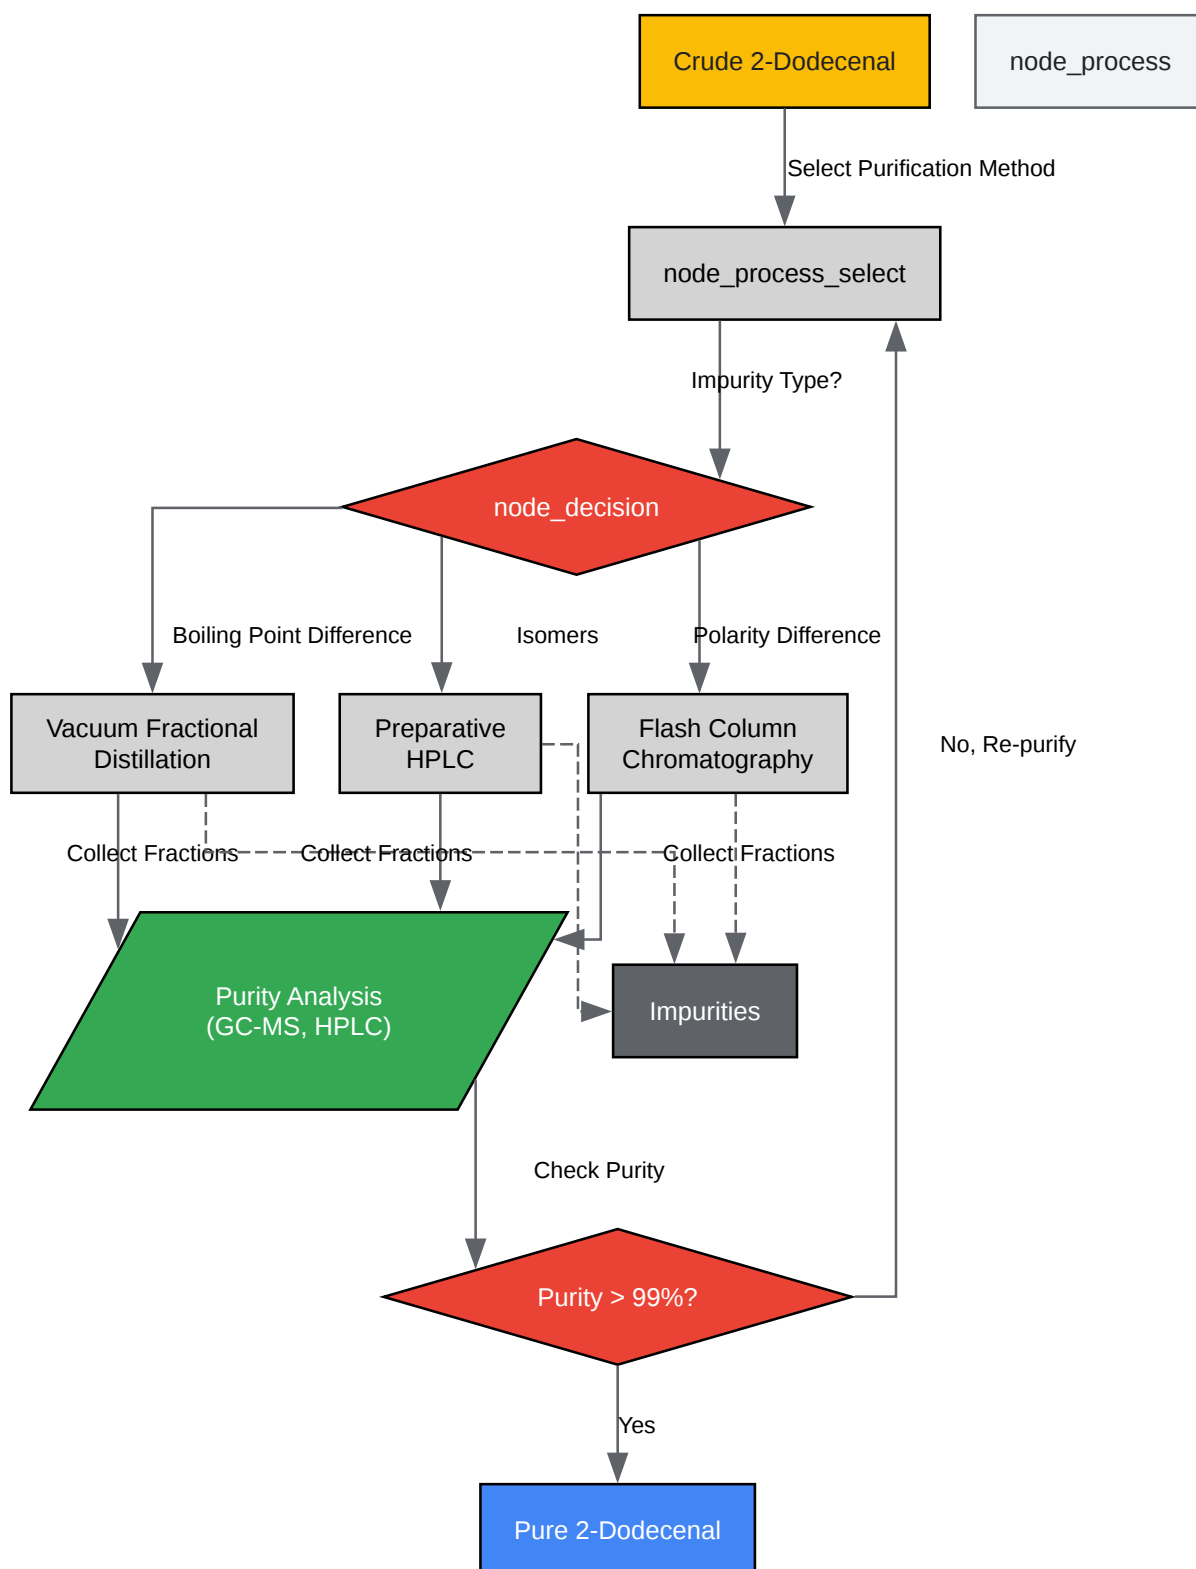 Crude 2-Dodecenal
node_process
Select Purification Method
node_process_select
Impurity Type?
node_decision
Boiling Point Difference
Isomers
Polarity Difference
Vacuum Fractional
Distillation
Preparative
HPLC
Flash Column
Chromatography
No, Re-purify
Collect Fractions
Collect Fractions
Collect Fractions
Purity Analysis
(GC-MS, HPLC)
Impurities
Check Purity
Purity > 99%?
Yes
Pure 2-Dodecenal